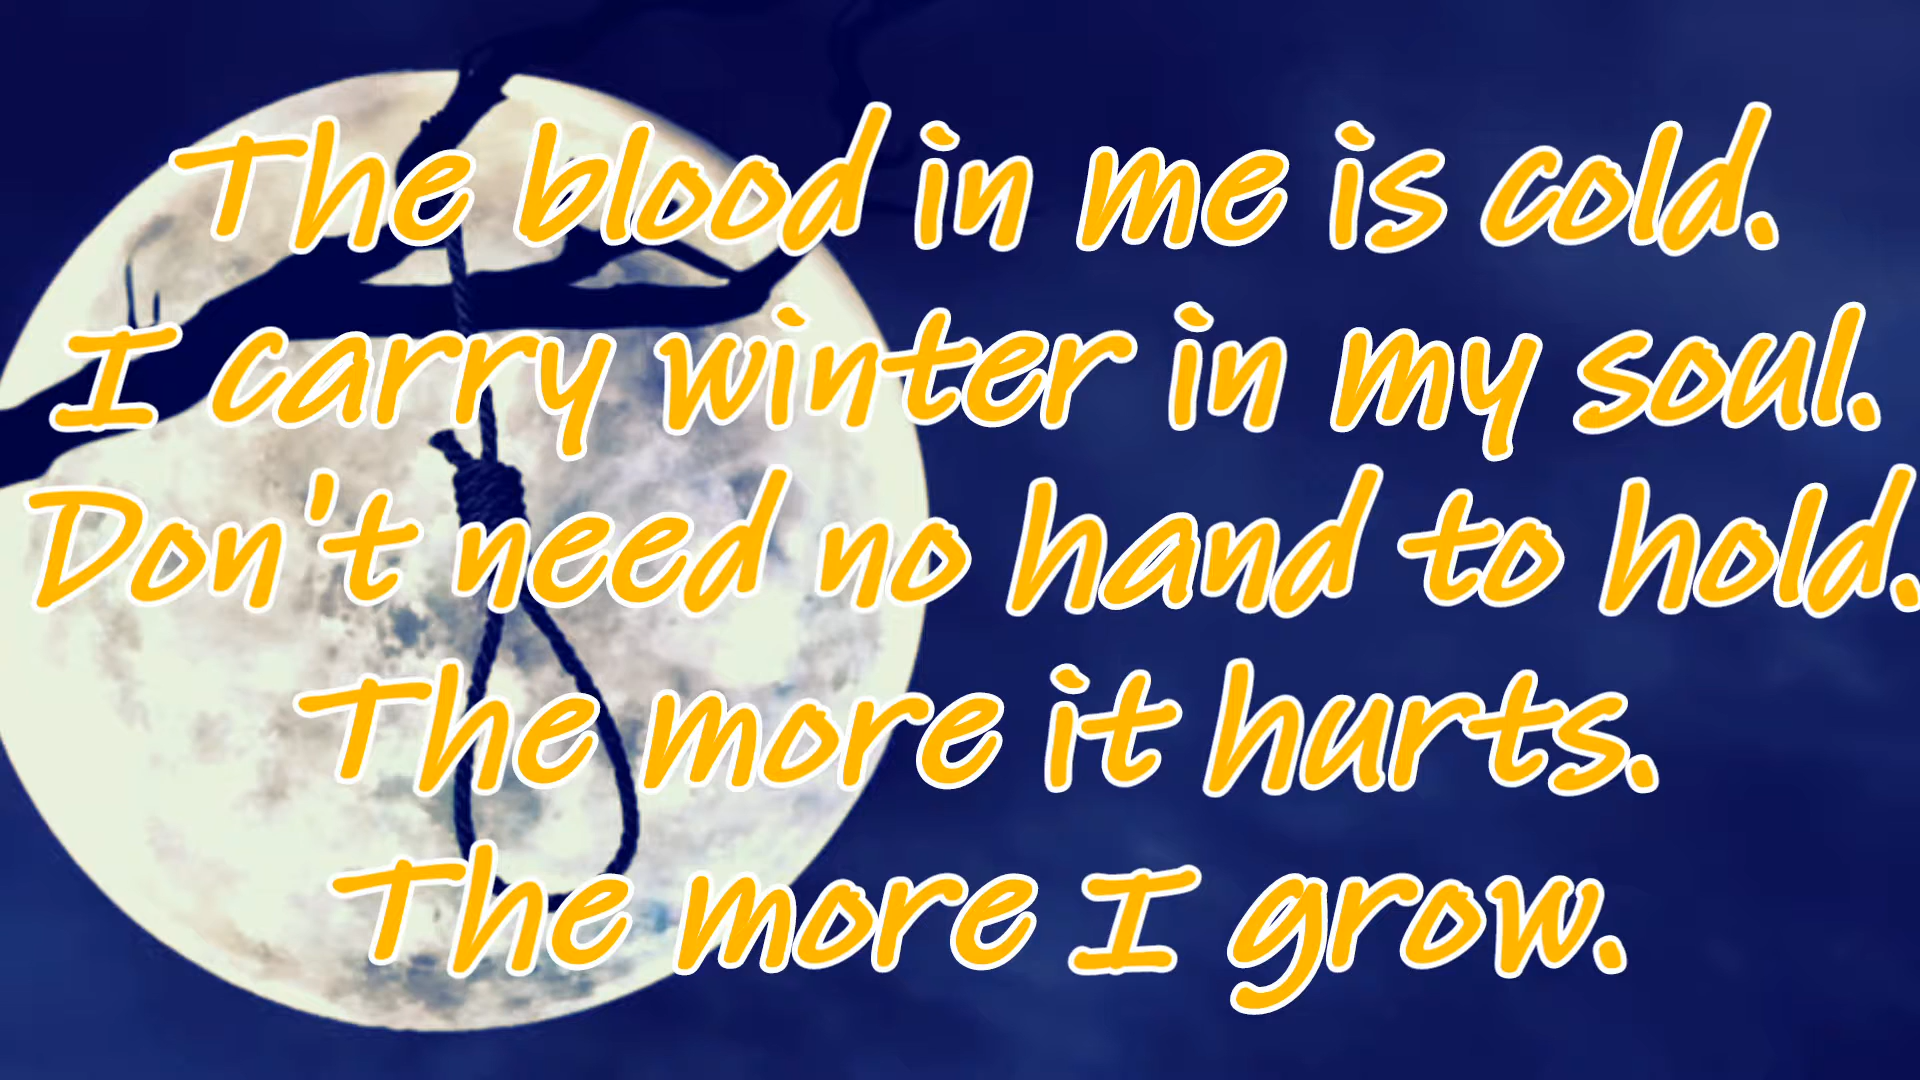 The blood in me is cold.
I carry winter in my soul.
Don't need no hand to hold.
The more it hurts.
The more I grow.